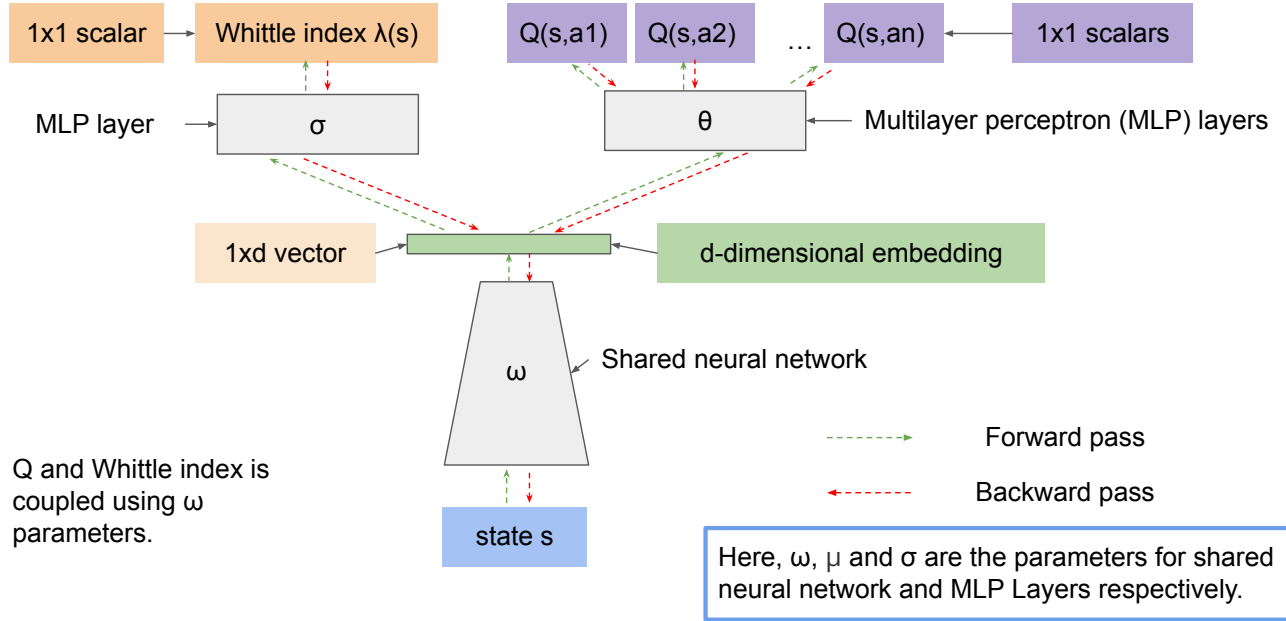 1x1 scalar
Whittle index λ(s)
Q(s,a1)
Q(s,a2)
...
Q(s,an)
1x1 scalars
MLP layer
σ
θ
Multilayer perceptron (MLP) layers
1xd vector
d-dimensional embedding
ω
Shared neural network
Forward pass
Backward pass
Q and Whittle index is
coupled using ω
parameters.
state s
Here, ω, μ and σ are the parameters for shared
neural network and MLP Layers respectively.